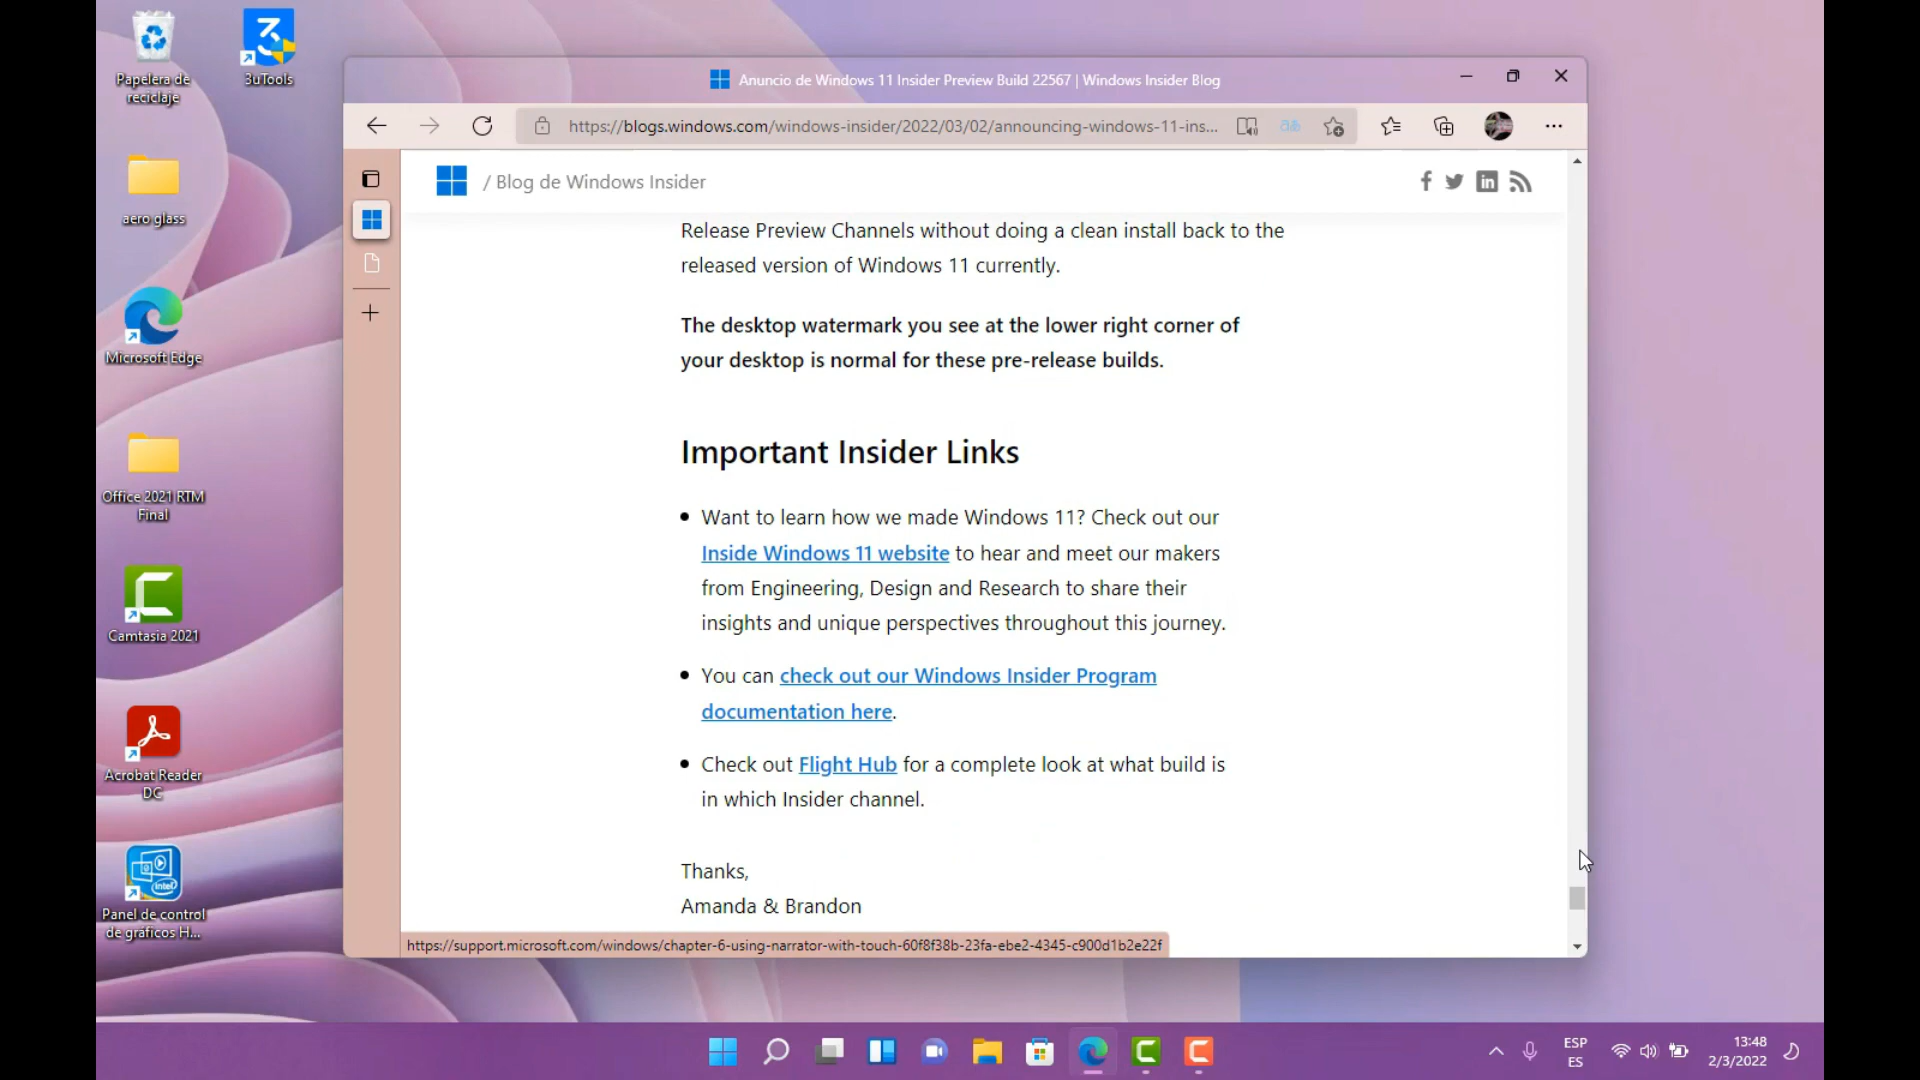 Papelera de
reciclaje
3uTools
aero glass
Microsoft Edge
Office 2021 RTM
Final
Camtasia 2021
Acrobat Reader
DC
Panel de control
de gráficos H...
Anuncio de Windows 11 Insider Preview Build 22567 | Windows Insider Blog
https://blogs.windows.com/windows-insider/2022/03/02/announcing-windows-11-ins...
/ Blog de Windows Insider
Release Preview Channels without doing a clean install back to the
released version of Windows 11 currently.
The desktop watermark you see at the lower right corner of
your desktop is normal for these pre-release builds.
Important Insider Links
Want to learn how we made Windows 11? Check out our
Inside Windows 11 website to hear and meet our makers
from Engineering, Design and Research to share their
insights and unique perspectives throughout this journey.
You can check out our Windows Insider Program
documentation here.
Check out Flight Hub for a complete look at what build is
in which Insider channel.
Thanks,
Amanda & Brandon
https://support.microsoft.com/windows/chapter-6-using-narrator-with-touch-60f8f38b-23fa-ebe2-4345-c900d1b2e22f
ESP
ES
13:48
2/3/2022